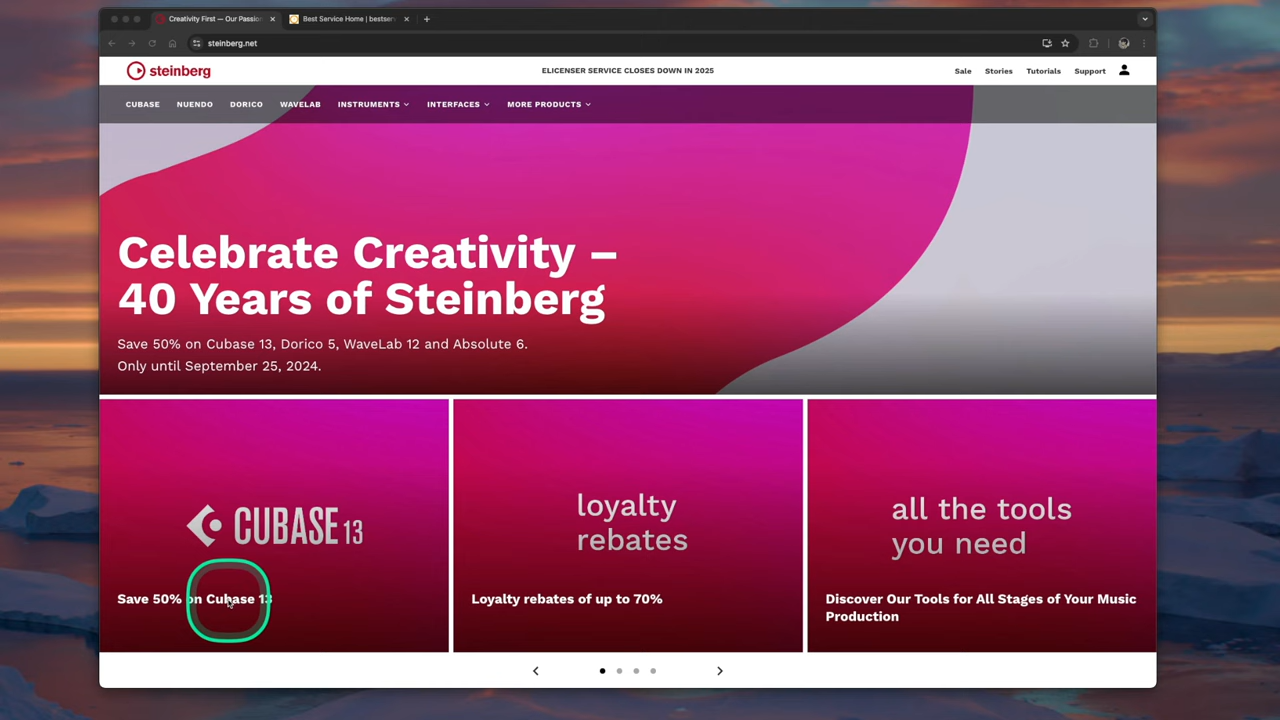 Creativity First — Our Passion
Best Service Home | bestserv
steinberg.net
steinberg
ELICENSER SERVICE CLOSES DOWN IN 2025
Sale
Stories
Tutorials
Support
CUBASE
NUENDO
DORICO
WAVELAB
INSTRUMENTS
INTERFACES
MORE PRODUCTS
Celebrate Creativity –
40 Years of Steinberg
Save 50% on Cubase 13, Dorico 5, WaveLab 12 and Absolute 6.
Only until September 25, 2024.
CUBASE 13
Save 50% on Cubase 13
loyalty
rebates
Loyalty rebates of up to 70%
all the tools
you need
Discover Our Tools for All Stages of Your Music
Production